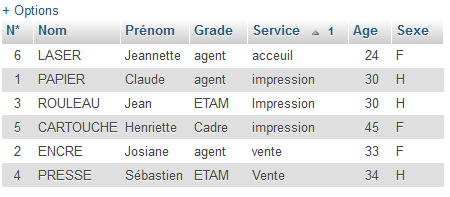 + Options
N* Nom Prénom Grade Service 1 Age Sexe
6 LASER Jeannette agent acceuil 24 F
1 PAPIER Claude agent impression 30 H
3 ROULEAU Jean ETAM Impression 30 H
5 CARTOUCHE Henriette Cadre impression 45 F
2 ENCRE Josiane agent vente 33 F
4 PRESSE Sébastien ETAM Vente 34 H